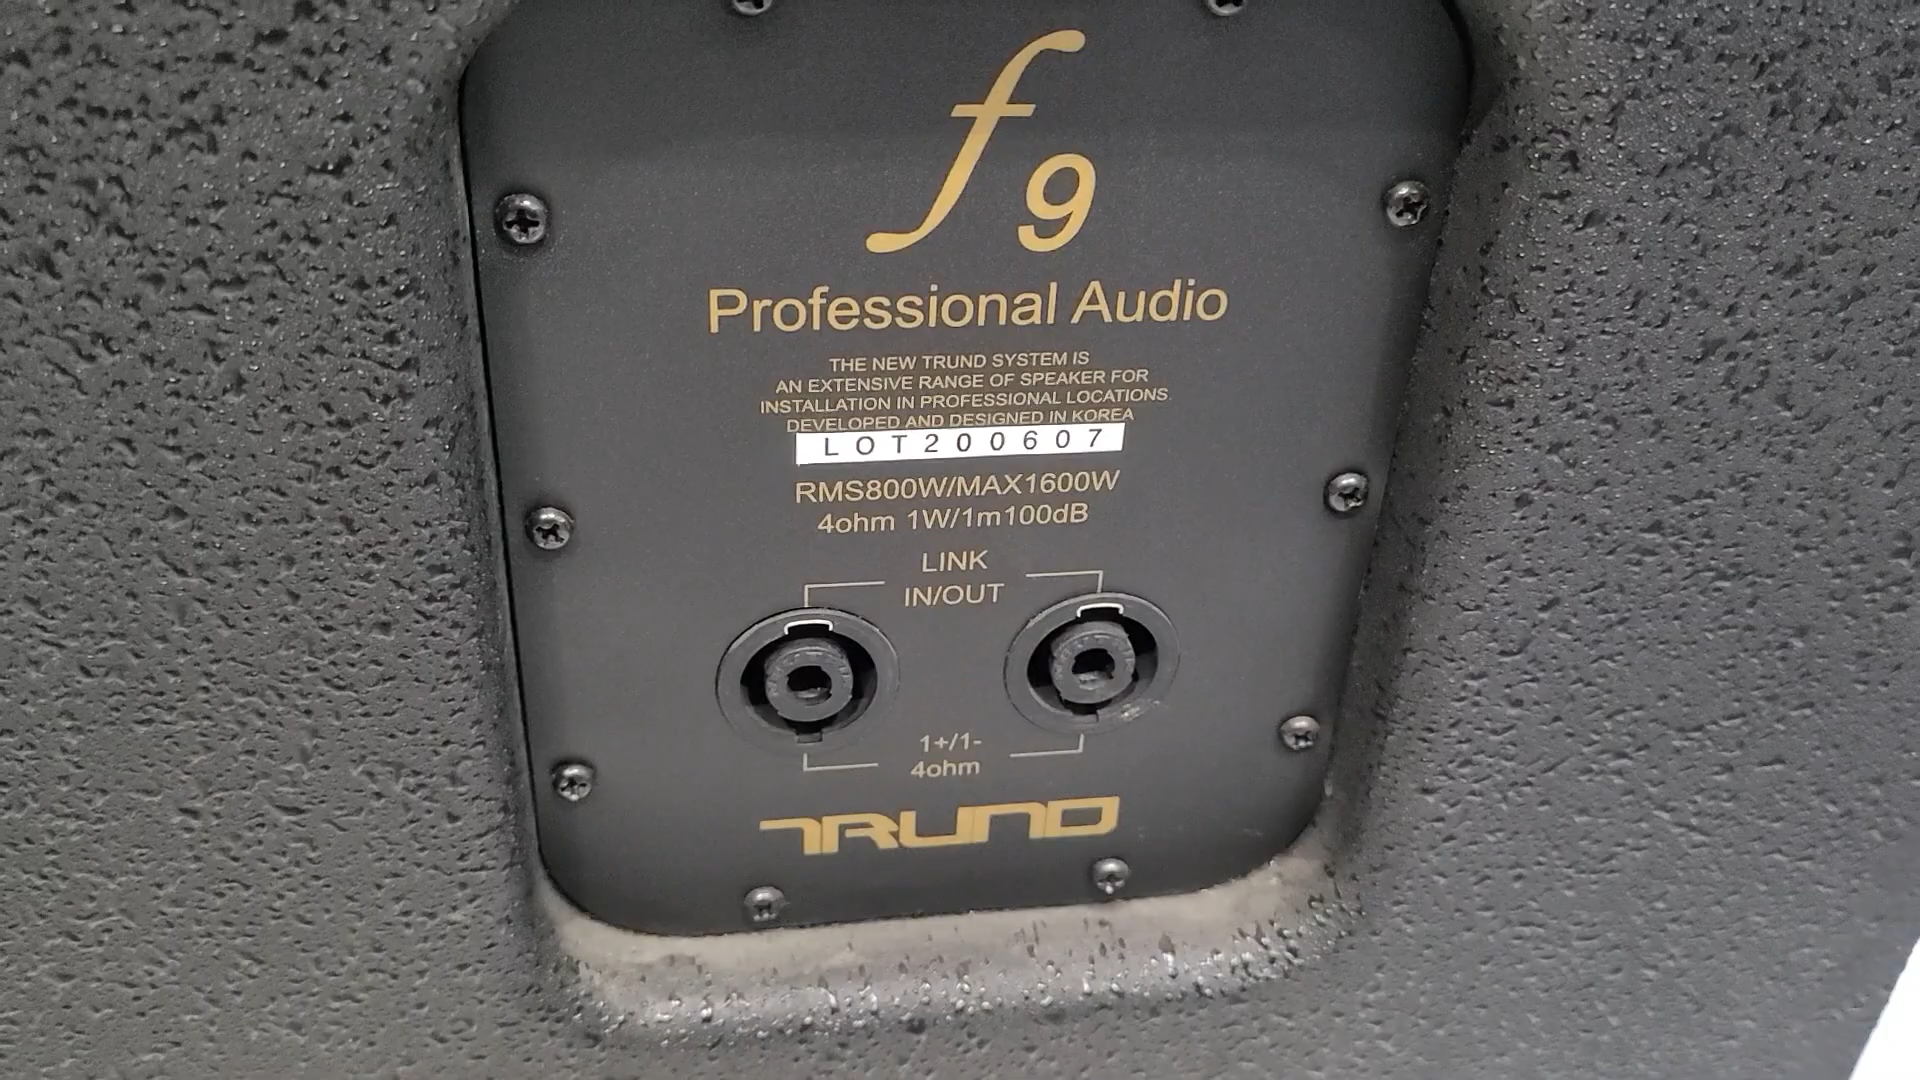 f9
Professional Audio
THE NEW TRUND SYSTEM IS
AN EXTENSIVE RANGE OF SPEAKER FOR
INSTALLATION IN PROFESSIONAL LOCATIONS.
DEVELOPED AND DESIGNED IN KOREA
LOT200607
RMS800W/MAX1600W
4ohm 1W/1m100dB
LINK
IN/OUT
1+/1-
4ohm
TRUND